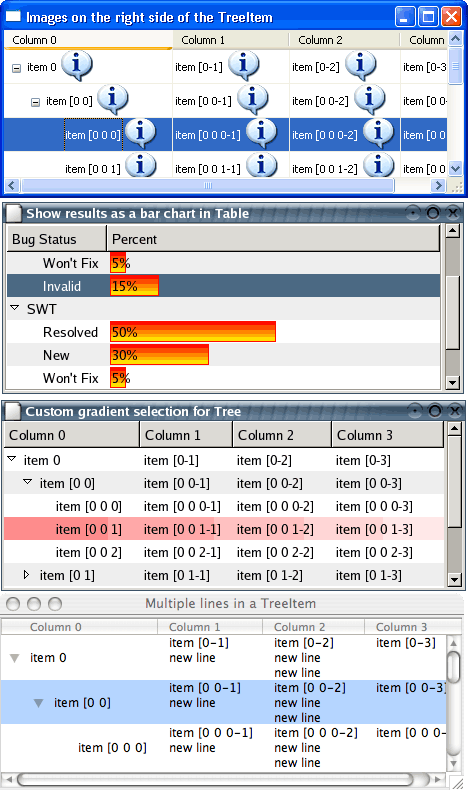 Images on the right side of the TreeItem
Column 0 Column 1 Column 2 Column
item 0 item [0-1] item [0-2] item [0-3
item [0 0] item [0 0-1] item [0 0-2] item [0 0-
item [0 0 0] item [0 0 0-1] item [0 0 0-2] item [0 0
item [0 0 1] item [0 0 1-1] item [0 0 1-2] item [0 0
Show results as a bar chart in Table
Bug Status Percent
Won't Fix 5%
Invalid 15%
SWT
Resolved 50%
New 30%
Won't Fix 5%
Custom gradient selection for Tree
Column 0 Column 1 Column 2 Column 3
item 0 item [0-1] item [0-2] item [0-3]
item [0 0] item [0 0-1] item [0 0-2] item [0 0-3]
item [0 0 0] item [0 0 0-1] item [0 0 0-2] item [0 0 0-3]
item [0 0 1] item [0 0 1-1] item [0 0 1-2] item [0 0 1-3]
item [0 0 2] item [0 0 2-1] item [0 0 2-2] item [0 0 2-3]
item [0 1] item [0 1-1] item [0 1-2] item [0 1-3]
Multiple lines in a TreeItem
Column 0 Column 1 Column 2 Column 3
item [0-1] item [0-2] item [0-3]
item 0 new line new line
new line
item [0 0-1] item [0 0-2] item [0 0-3]
item [0 0] new line new line
new line
item [0 0 0-1] item [0 0 0-2] item [0 0 0-
item [0 0 0] new line new line
new line